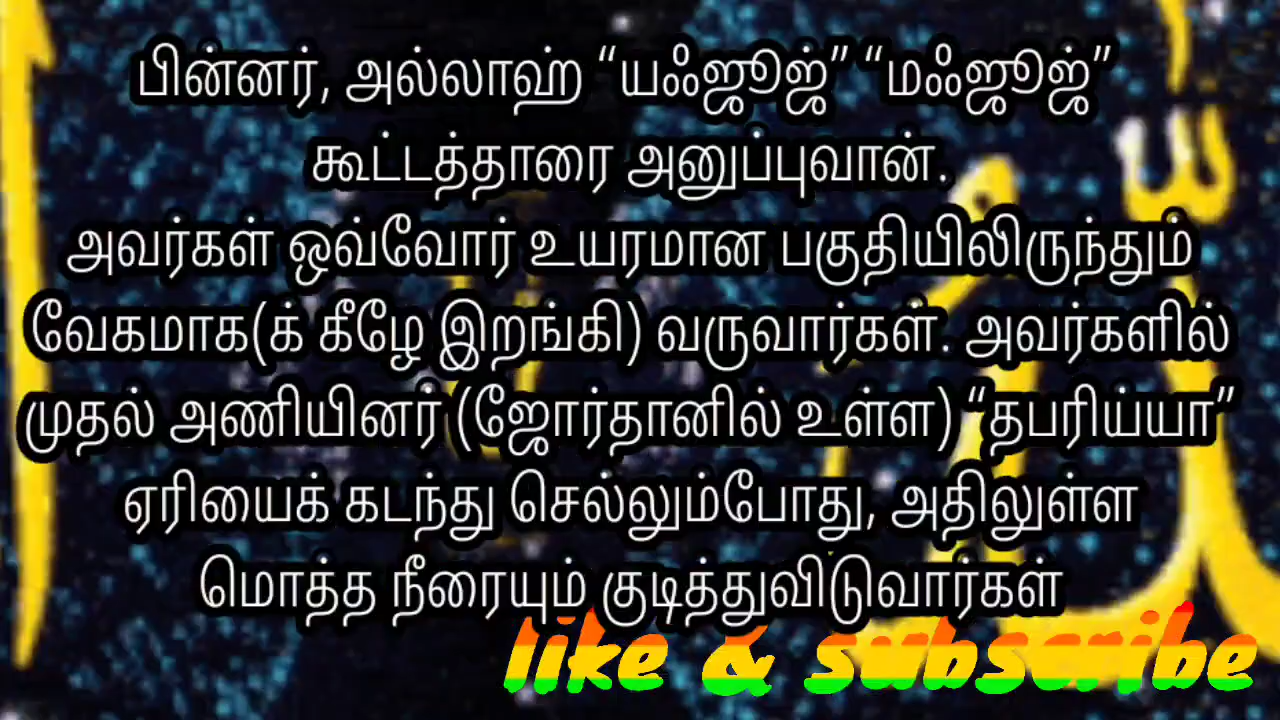 பின்னர், அல்லாஹ் “யஃஜூஜ்” “மஃஜூஜ்”
கூட்டத்தாரை அனுப்புவான்.
அவர்கள் ஒவ்வோர் உயரமான பகுதியிலிருந்தும்
வேகமாக(க் கீழே இறங்கி) வருவார்கள். அவர்களில்
முதல் அணியினர் (ஜோர்தானில் உள்ள) “தபரிய்யா”
ஏரியைக் கடந்து செல்லும்போது, அதிலுள்ள
மொத்த நீரையும் குடித்துவிடுவார்கள்
like & subscribe